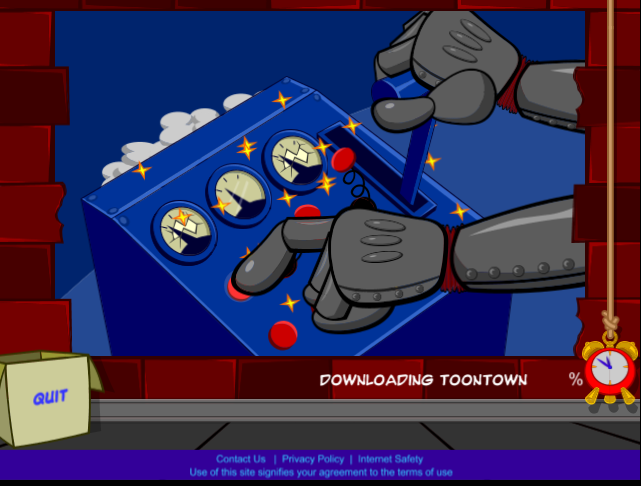 DOWNLOADING TOONTOWN %
QUIT
Contact Us | Privacy Policy | Internet Safety
Use of this site signifies your agreement to the terms of use